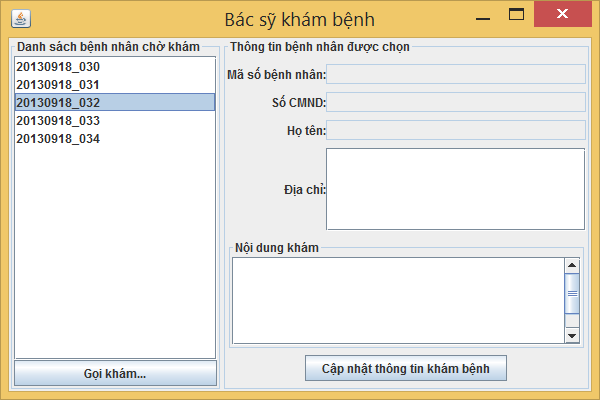 Bác sỹ khám bệnh
Danh sách bệnh nhân chờ khám
20130918_030
20130918_031
20130918_032
20130918_033
20130918_034
Gọi khám...
Thông tin bệnh nhân được chọn
Mã số bệnh nhân:
Số CMND:
Họ tên:
Địa chỉ:
Nội dung khám
Cập nhật thông tin khám bệnh